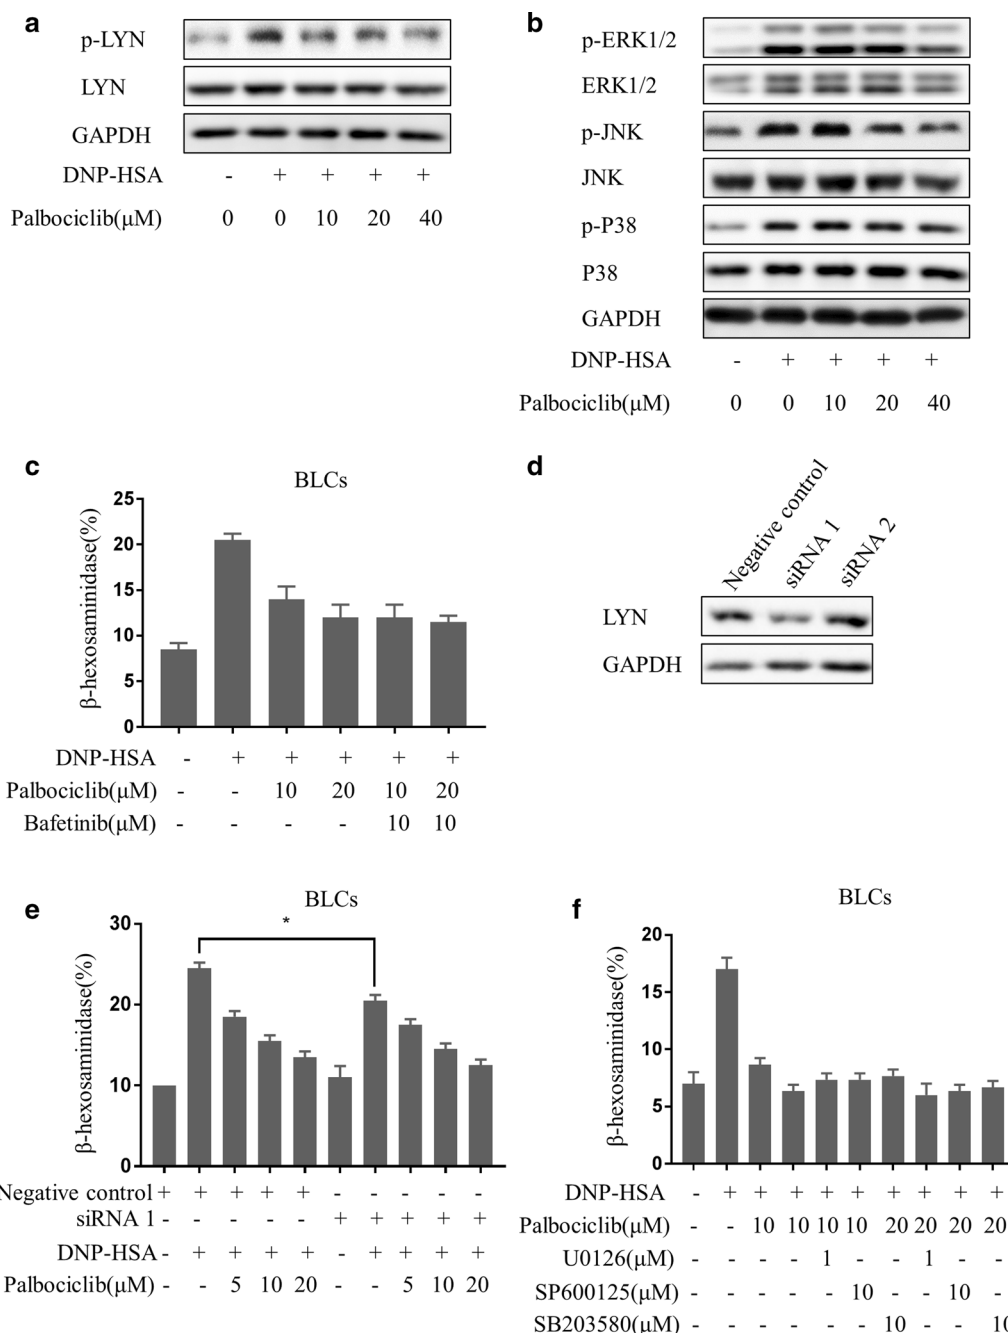 a
p-LYN
LYN
GAPDH
DNP-HSA - + + + +
Palbociclib(μM) 0 0 10 20 40
b
p-ERK1/2
ERK1/2
p-JNK
JNK
p-P38
P38
GAPDH
DNP-HSA - + + + +
Palbociclib(μM) 0 0 10 20 40
c
BLCs
β-hexosaminidase(%)
25
20
15
10
5
0
DNP-HSA - + + + + +
Palbociclib(μM) - - 10 20 10 20
Bafetinib(μM) - - - - 10 10
d
Negative control
siRNA 1
siRNA 2
LYN
GAPDH
e
BLCs
*
β-hexosaminidase(%)
30
20
10
0
Negative control + + + + + - - - - -
siRNA 1 - - - - - + + + + +
DNP-HSA - + + + + - + + + +
Palbociclib(μM) - - 5 10 20 - - 5 10 20
f
BLCs
β-hexosaminidase(%)
20
15
10
5
0
DNP-HSA - + + + + + + + + +
Palbociclib(μM) - - 10 10 10 10 20 20 20 20
U0126(μM) - - - - 1 - - 1 - -
SP600125(μM) - - - - - 10 - - 10 -
SB203580(μM) - - - - - - 10 - - 10